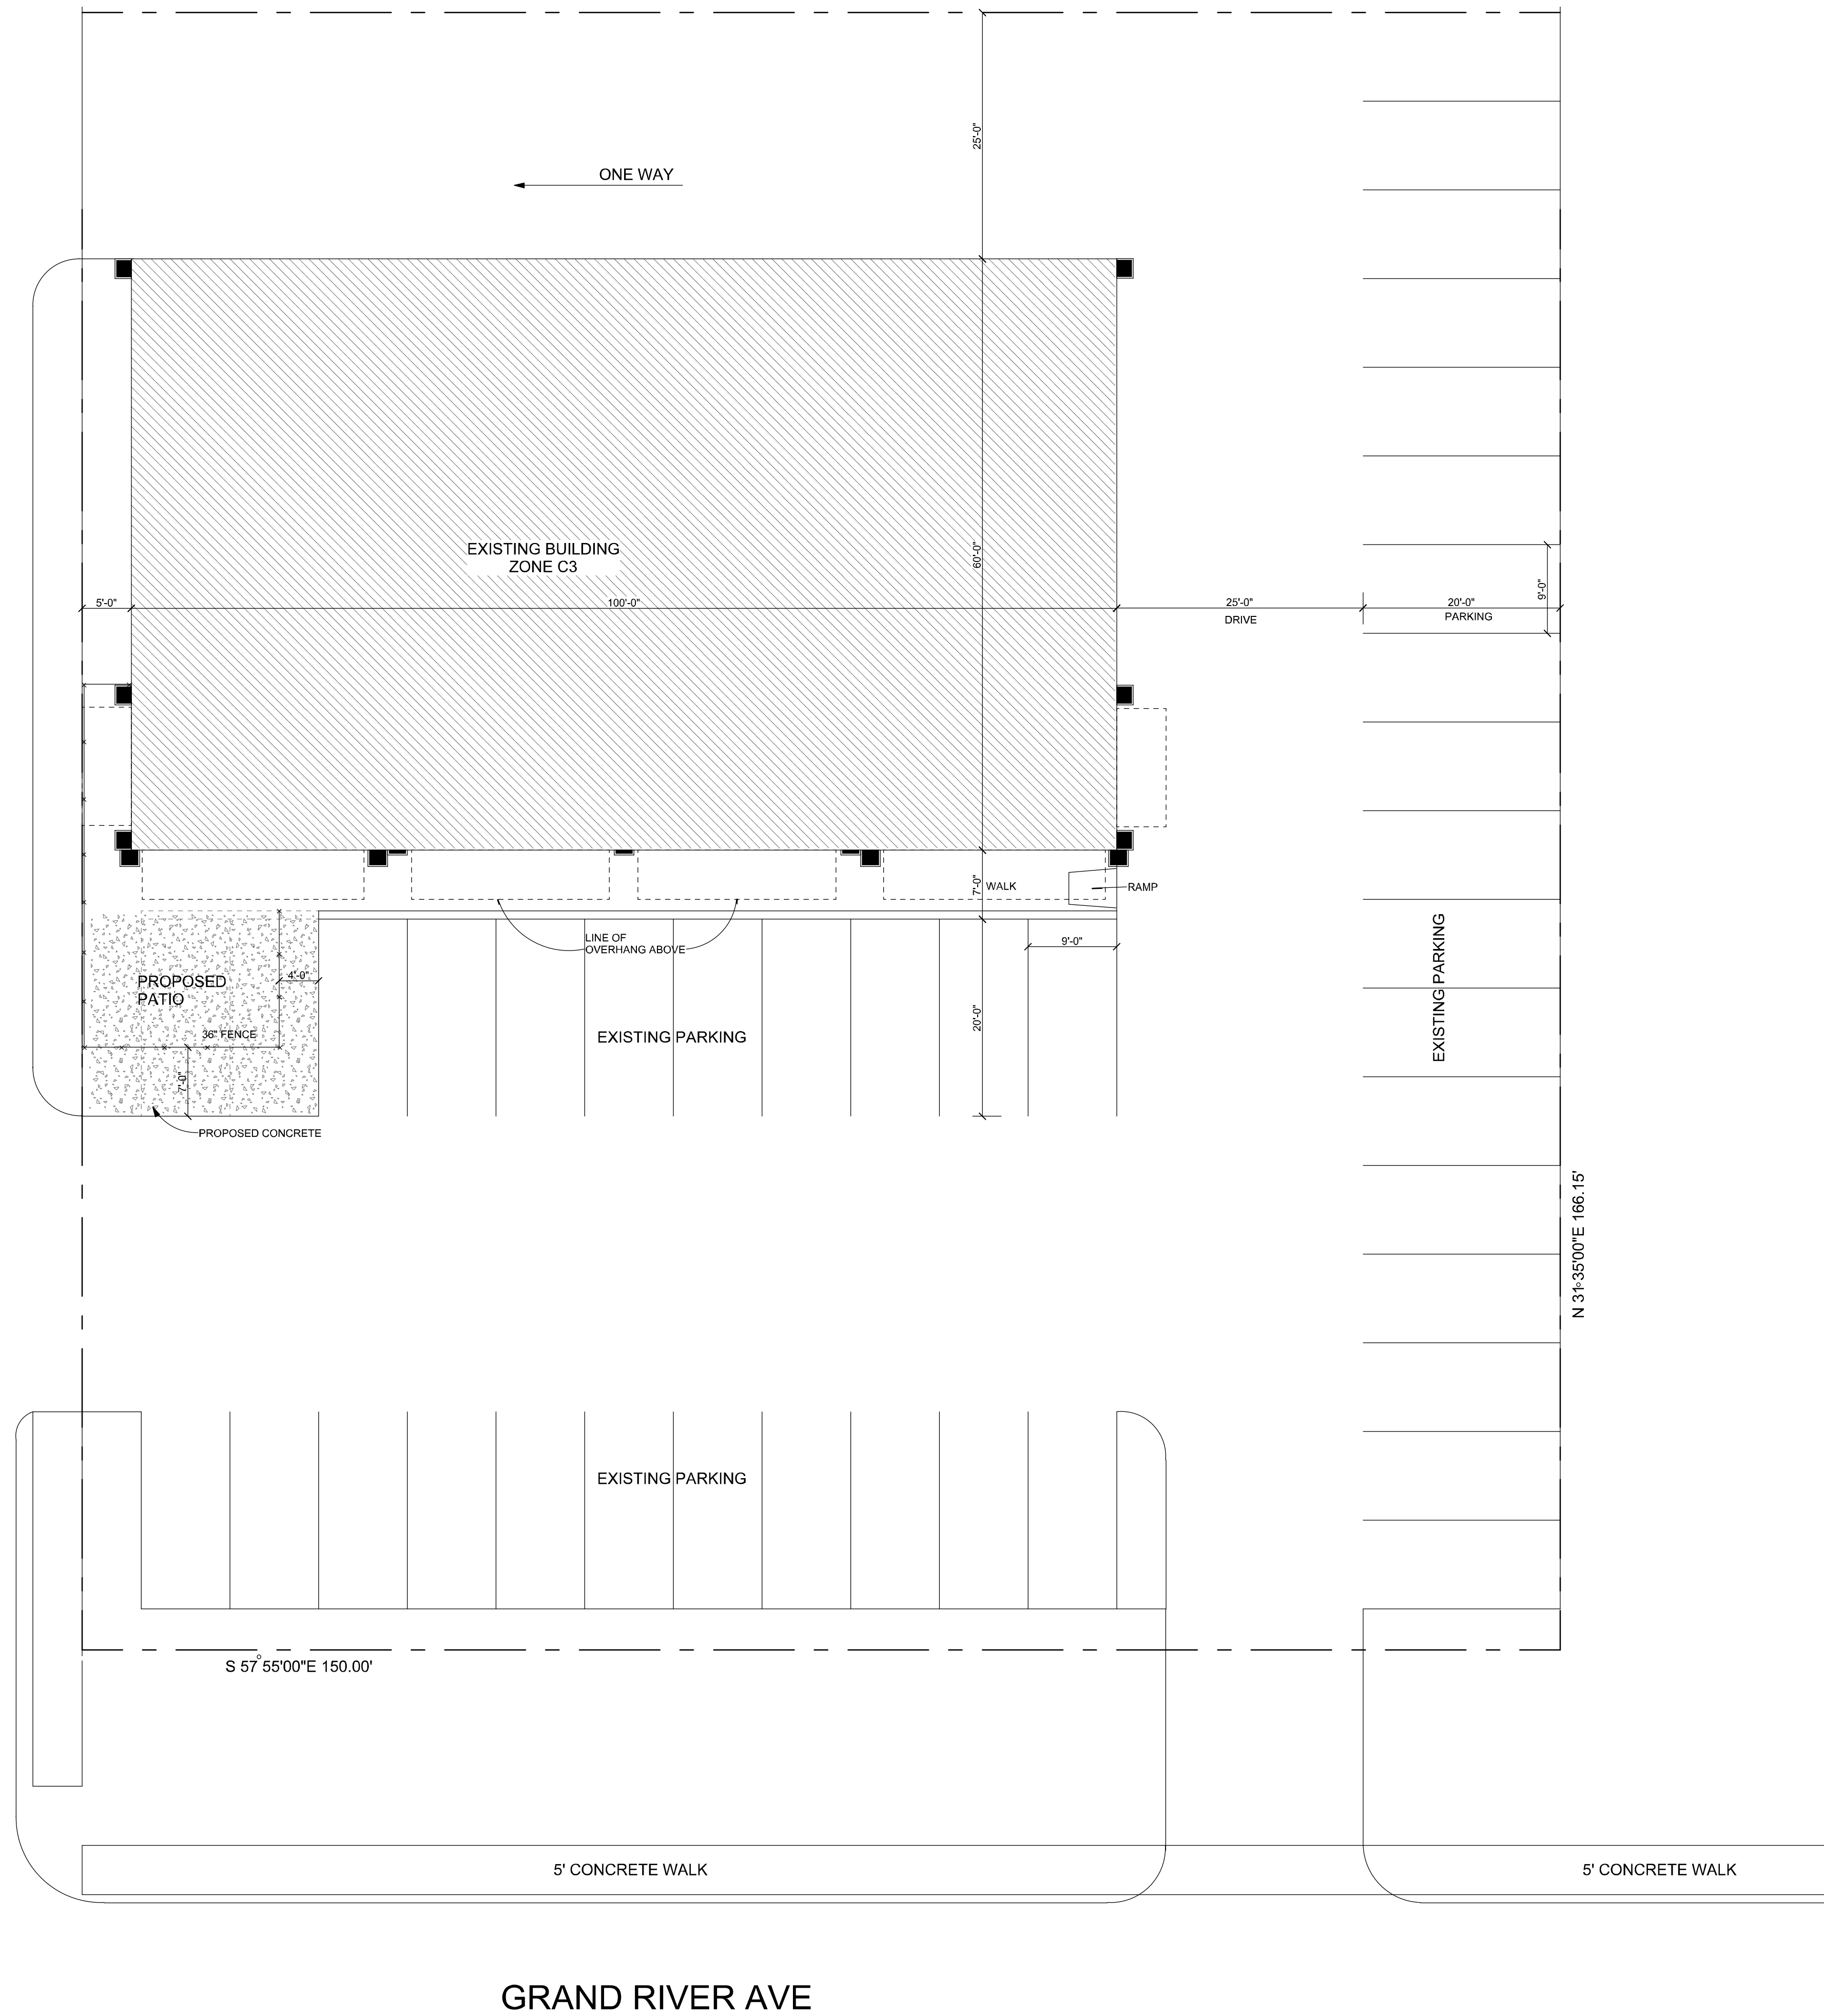 25'-0"
ONE WAY
EXISTING BUILDING
ZONE C3
60'-0"
5'-0"
100'-0"
25'-0"
DRIVE
20'-0"
PARKING
9'-0"
7'-0"
WALK
RAMP
LINE OF
OVERHANG ABOVE
9'-0"
PROPOSED
PATIO
4'-0"
36" FENCE
7'-0"
EXISTING PARKING
20'-0"
EXISTING PARKING
PROPOSED CONCRETE
N 31°35'00"E 166.15'
EXISTING PARKING
S 57°55'00"E 150.00'
5' CONCRETE WALK
5' CONCRETE WALK
GRAND RIVER AVE